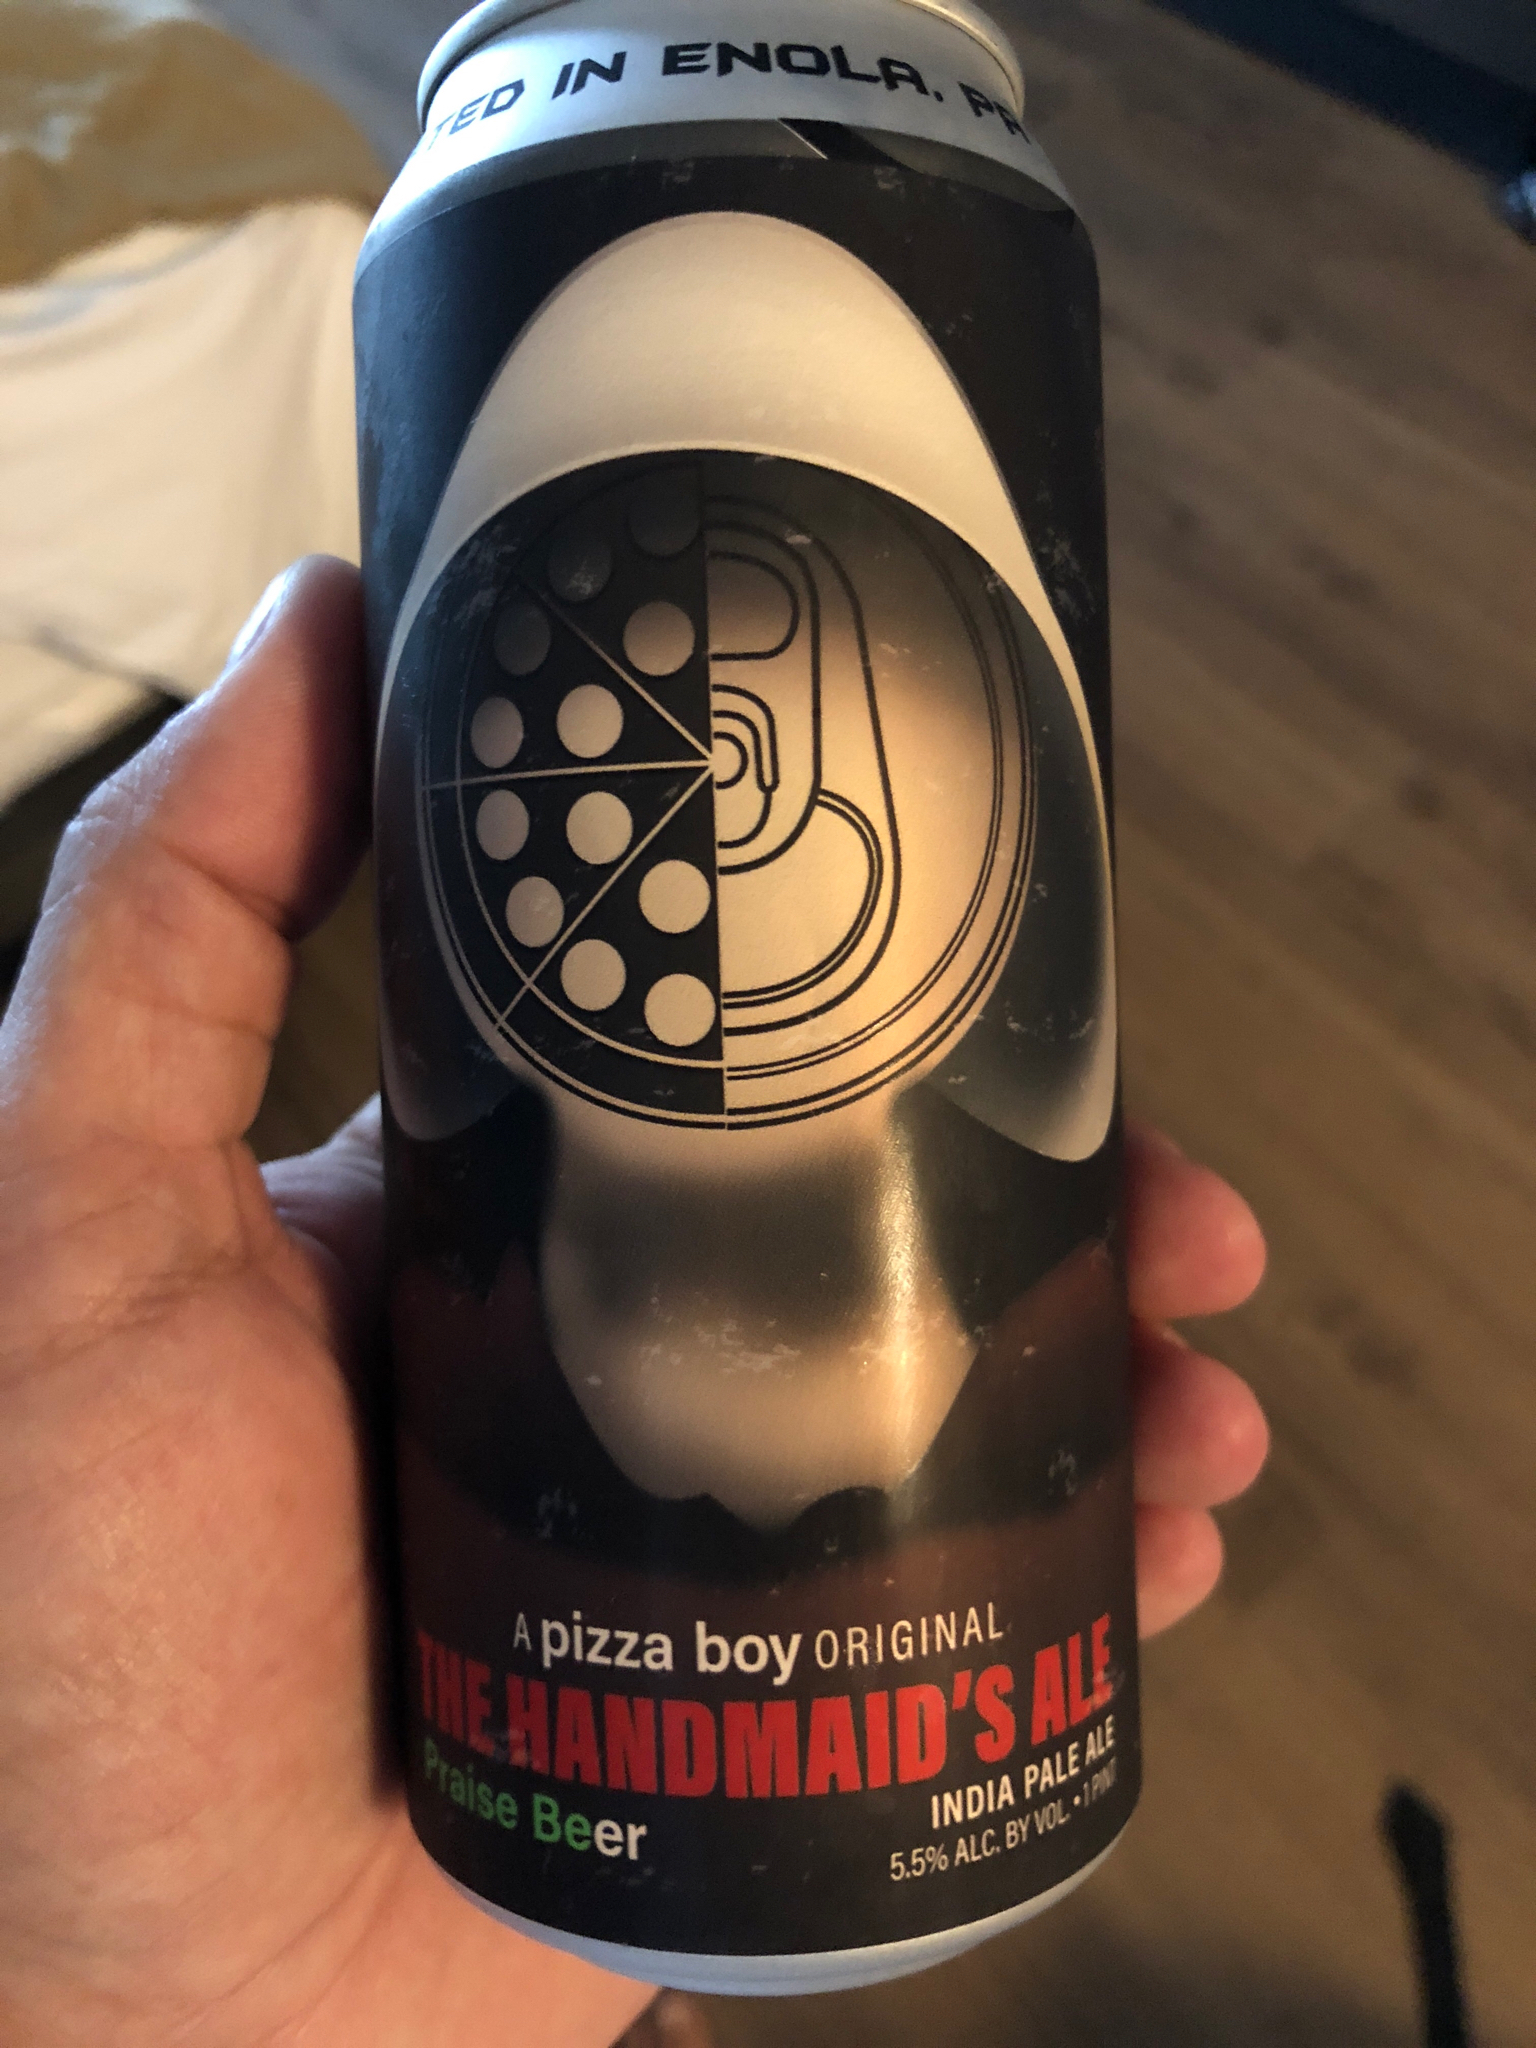 TED IN ENOLA, PA
A pizza boy ORIGINAL
THE HANDMAID'S ALE
Praise Beer
INDIA PALE ALE
5.5% ALC. BY VOL. • 1 PINT